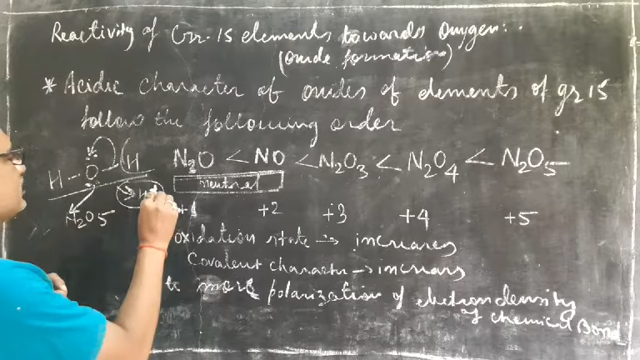 Reactivity of Gr. 15 elements towards Oxygen:
(oxide formation)
* Acidic character of oxides of elements of gr 15
follow the following order
H - O ( H
N₂O < NO < N₂O₃ < N₂O₄ < N₂O₅
neutral
N₂O5
+1 +2 +3 +4 +5
oxidation state → increases
Covalent character → increases
to more polarization of electron density
of chemical Bond